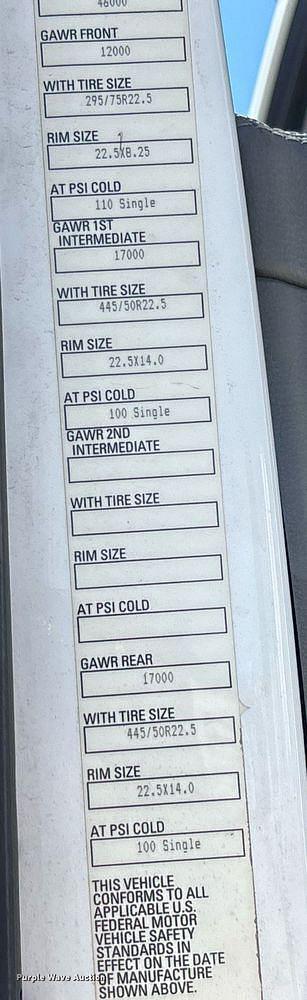 46000
GAWR FRONT
12000
WITH TIRE SIZE
295/75R22.5
RIM SIZE
22.5X8.25
AT PSI COLD
110 Single
GAWR 1ST
INTERMEDIATE
17000
WITH TIRE SIZE
445/50R22.5
RIM SIZE
22.5X14.0
AT PSI COLD
100 Single
GAWR 2ND
INTERMEDIATE
WITH TIRE SIZE
RIM SIZE
AT PSI COLD
GAWR REAR
17000
WITH TIRE SIZE
445/50R22.5
RIM SIZE
22.5X14.0
AT PSI COLD
100 Single
THIS VEHICLE
CONFORMS TO ALL
APPLICABLE U.S.
FEDERAL MOTOR
VEHICLE SAFETY
STANDARDS IN
EFFECT ON THE DATE
OF MANUFACTURE
SHOWN ABOVE.
Purple Wave Auction